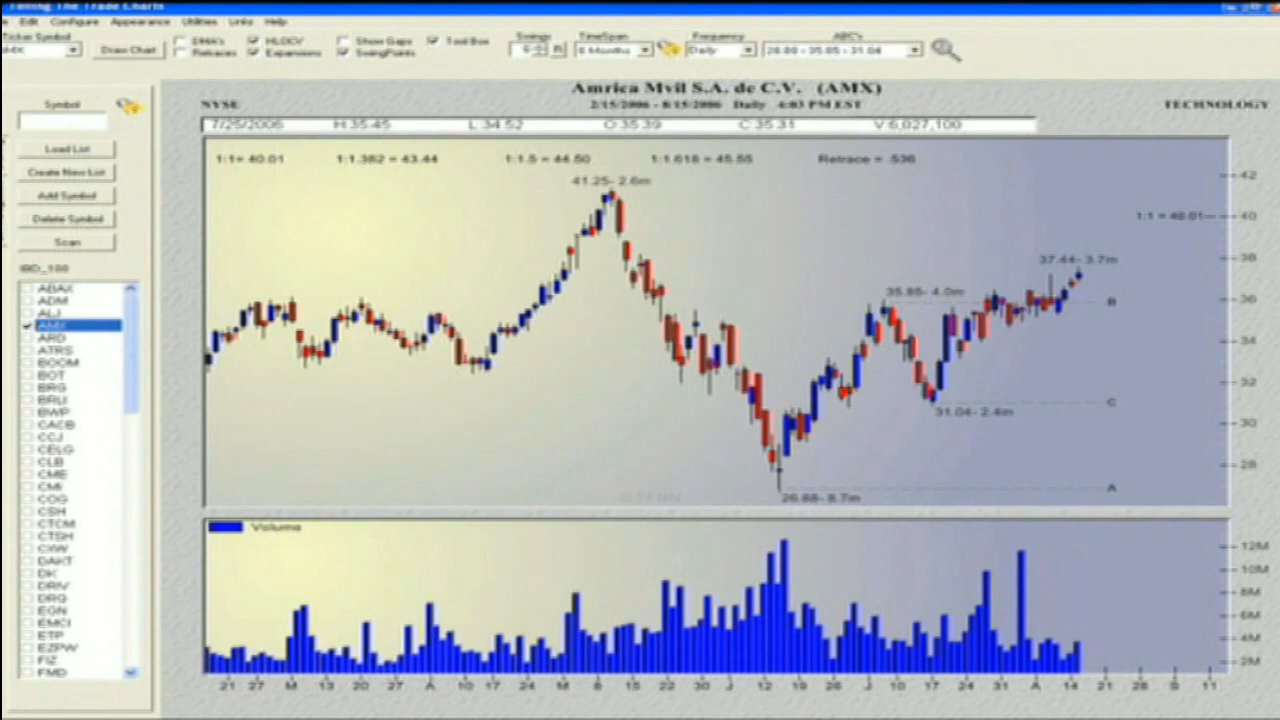 Timing The Trade Charts
Edit Configure Appearance Utilities Links Help
Ticker Symbol
AMX
Draw Chart
DMA's
Retraces
HLOCV
Expansions
Show Gaps
SwingPoints
Tool Box
Swings
R
TimeSpan
6 Months
Frequency
Daily
ABC's
26.88 - 35.85 - 31.04
Symbol
Load List
Create New List
Add Symbol
Delete Symbol
Scan
IBD_100
ABAX
ADM
ALJ
AMX
ARD
ATRS
BOOM
BOT
BRG
BRLI
BWP
CACB
CCJ
CELG
CLB
CME
CMI
COG
CSH
CTCM
CTSH
CXW
DAKT
DK
DRIV
DRQ
EGN
EMCI
ETP
EZPW
FIZ
FMD
Amrica Mvil S.A. de C.V. (AMX)
NYSE
2/15/2006 - 8/15/2006 Daily 4:03 PM EST
TECHNOLOGY
7/25/2006 H:35.45 L:34.52 O:35.39 C:35.31 V:6,027,100
1:1= 40.01 1:1.382 = 43.44 1:1.5 = 44.50 1:1.618 = 45.55 Retrace = .536
41.25- 2.6m
1:1 = 40.01
37.44- 3.7m
35.85- 4.0m
B
C
31.04- 2.4m
A
26.88- 8.7m
42
40
38
36
34
32
30
28
Volume
12M
10M
8M
6M
4M
2M
21 27 M 13 20 27 A 10 17 24 M 8 15 22 30 J 12 19 26 J 10 17 24 31 A 14 21 28 S 11